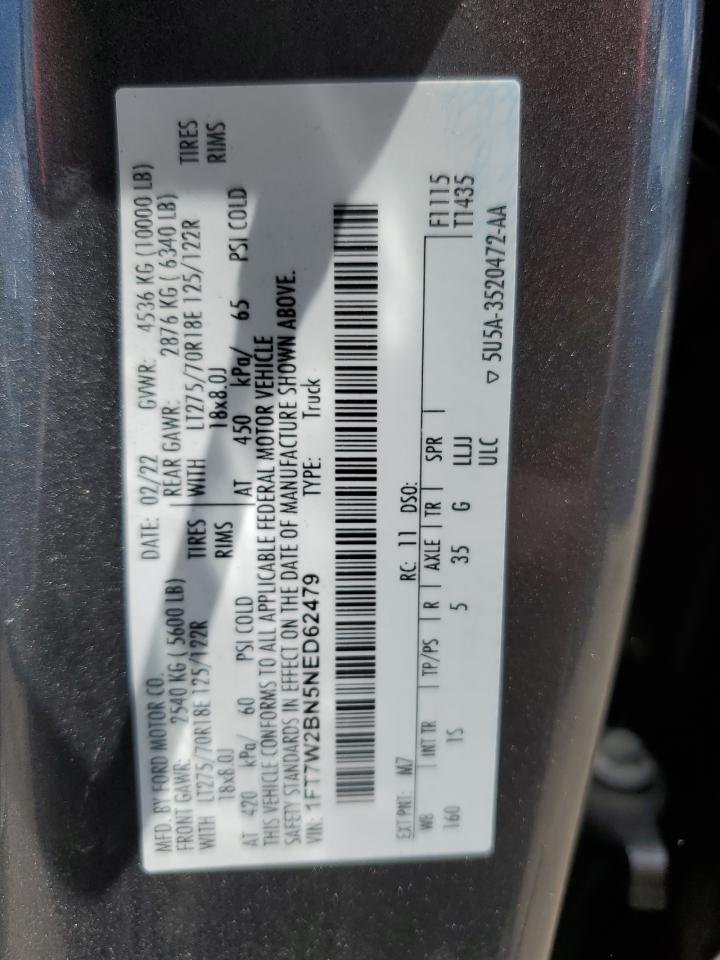 MFD. BY FORD MOTOR CO.
DATE: 02/22 GVWR: 4536 KG (10000 LB)
FRONT GAWR: 2540 KG ( 5600 LB) REAR GAWR: 2876 KG ( 6340 LB)
WITH LT275/70R18E 125/122R TIRES WITH LT275/70R18E 125/122R TIRES
18x8.0J RIMS 18x8.0J RIMS
AT 420 kPa/ 60 PSI COLD AT 450 kPa/ 65 PSI COLD
THIS VEHICLE CONFORMS TO ALL APPLICABLE FEDERAL MOTOR VEHICLE
SAFETY STANDARDS IN EFFECT ON THE DATE OF MANUFACTURE SHOWN ABOVE.
VIN: 1FT7W2BN5NED62479 TYPE: Truck
EXT PNT: M7 RC: 11 DSO:
WB INT TR TP/PS R AXLE TR SPR F1115
160 1S 5 35 G LLJJ T1435
ULC
▽ 5U5A-3520472-AA